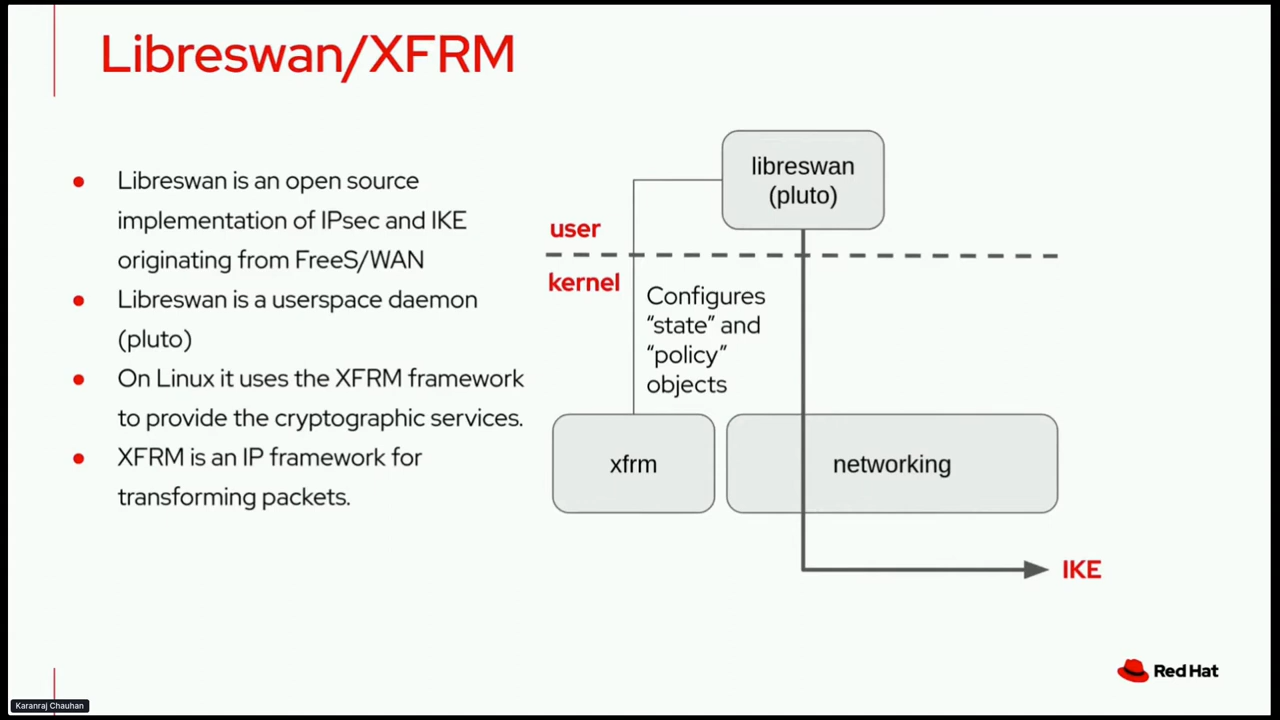 Libreswan/XFRM
Libreswan is an open source
implementation of IPsec and IKE
originating from FreeS/WAN
Libreswan is a userspace daemon
(pluto)
On Linux it uses the XFRM framework
to provide the cryptographic services.
XFRM is an IP framework for
transforming packets.
libreswan
(pluto)
user
kernel
Configures
“state” and
“policy”
objects
xfrm
networking
IKE
Red Hat
Karanraj Chauhan